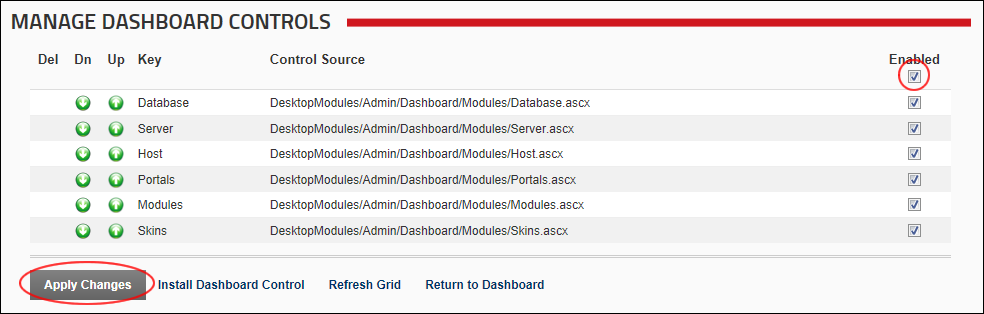 MANAGE DASHBOARD CONTROLS
Del Dn Up Key Control Source Enabled
Database DesktopModules/Admin/Dashboard/Modules/Database.ascx
Server DesktopModules/Admin/Dashboard/Modules/Server.ascx
Host DesktopModules/Admin/Dashboard/Modules/Host.ascx
Portals DesktopModules/Admin/Dashboard/Modules/Portals.ascx
Modules DesktopModules/Admin/Dashboard/Modules/Modules.ascx
Skins DesktopModules/Admin/Dashboard/Modules/Skins.ascx
Apply Changes Install Dashboard Control Refresh Grid Return to Dashboard